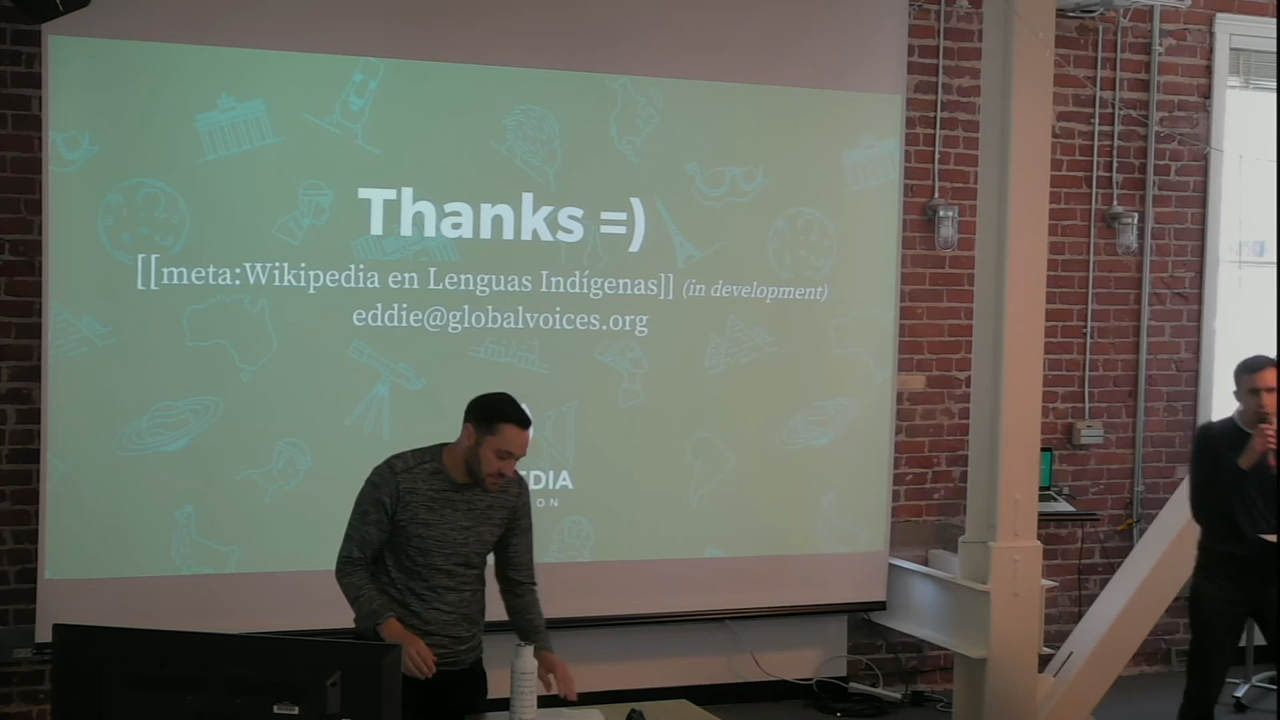 Thanks =)
[[meta:Wikipedia en Lenguas Indígenas]] (in development)
eddie@globalvoices.org